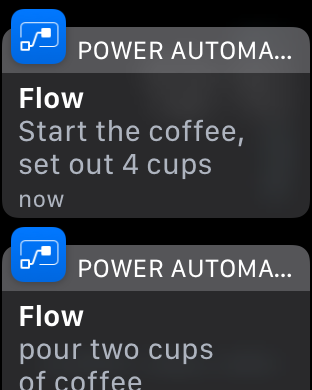 POWER AUTOMA...
Flow
Start the coffee,
set out 4 cups
now
POWER AUTOMA...
Flow
pour two cups
of coffee